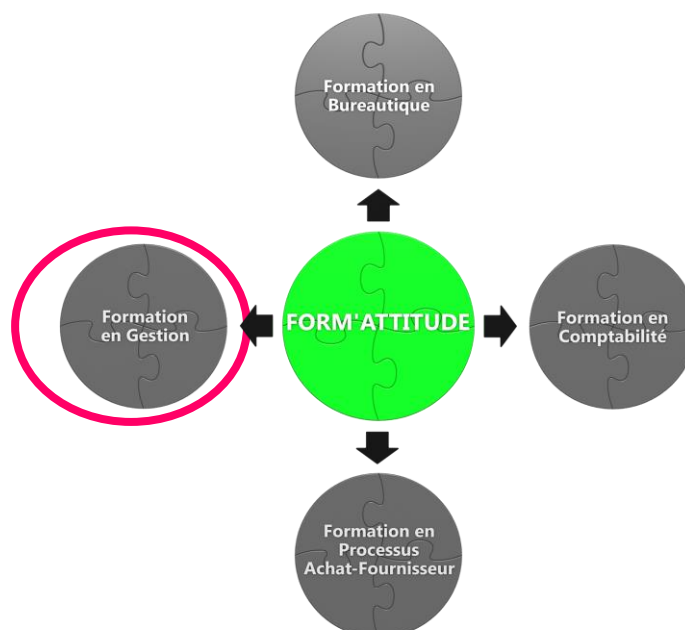 Formation en
Bureautique
Formation
en Gestion
FORM'ATTITUDE
Formation en
Comptabilité
Formation en
Processus
Achat-Fournisseur